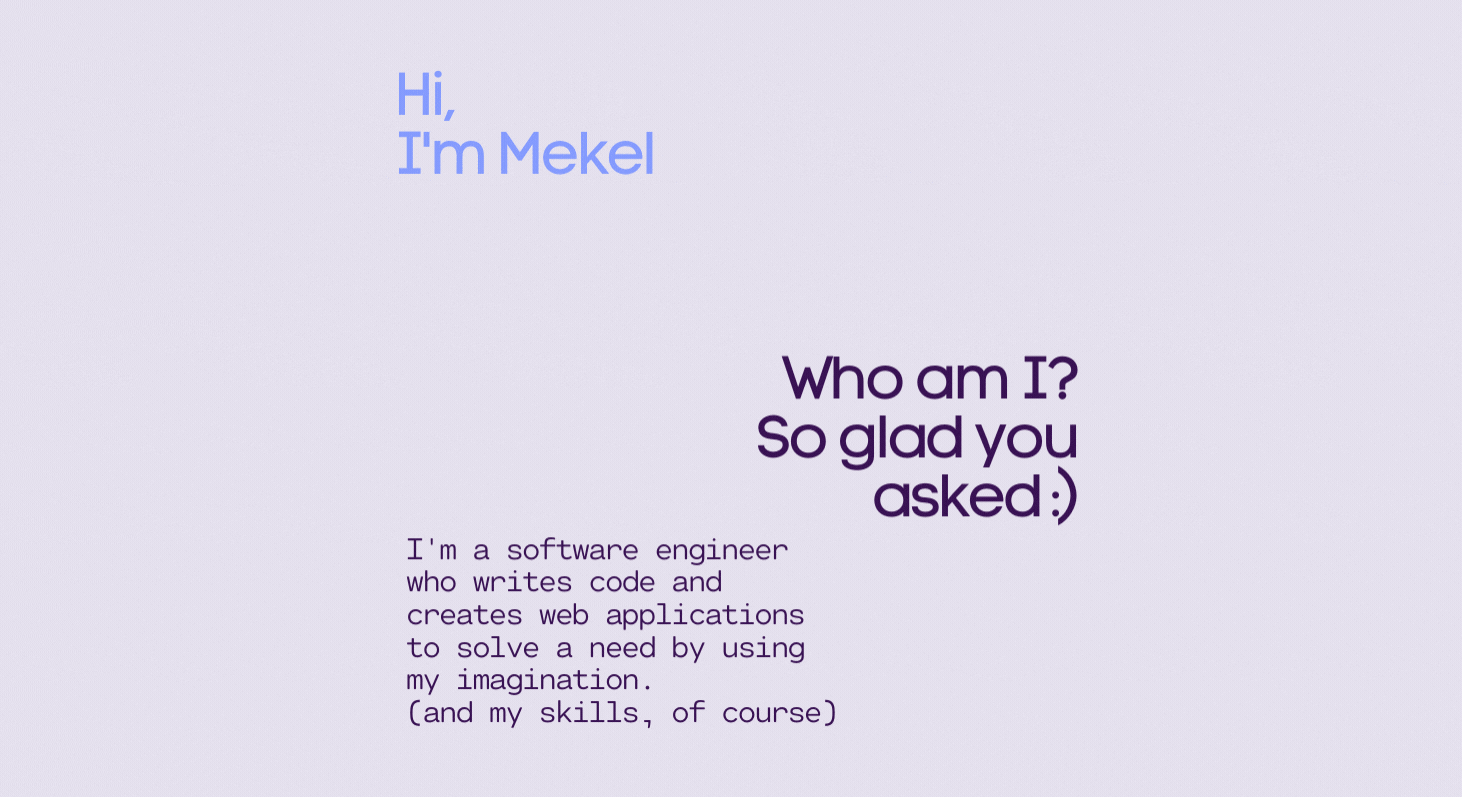 Hi,
I'm Mekel
Who am I?
So glad you
asked :)
I'm a software engineer
who writes code and
creates web applications
to solve a need by using
my imagination.
(and my skills, of course)